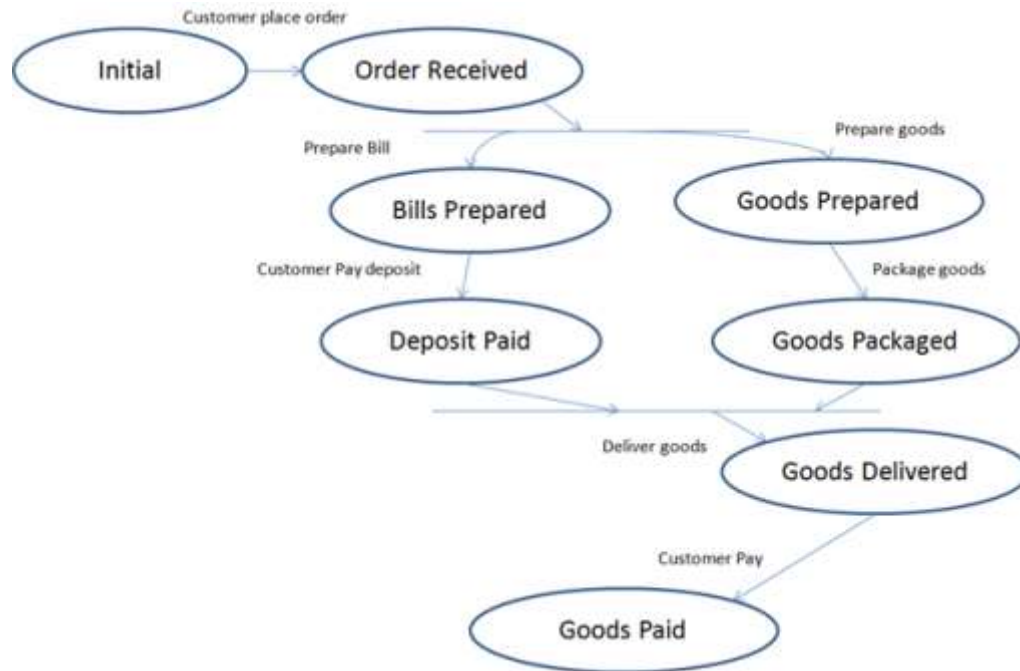 Customer place order
Initial
Order Received
Prepare goods
Prepare Bill
Bills Prepared
Goods Prepared
Customer Pay deposit
Package goods
Deposit Paid
Goods Packaged
Deliver goods
Goods Delivered
Customer Pay
Goods Paid